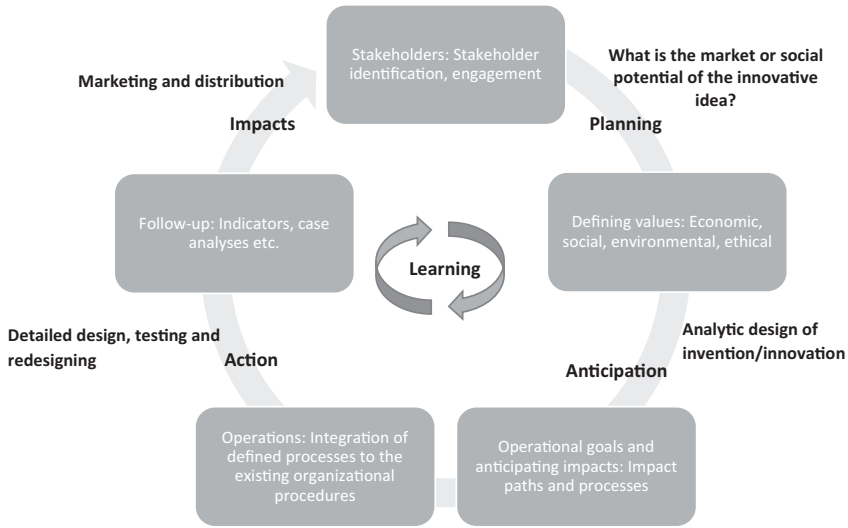 Stakeholders: Stakeholder
identification, engagement
What is the market or social
potential of the innovative
idea?
Planning
Defining values: Economic,
social, environmental, ethical
Analytic design of
invention/innovation
Anticipation
Operational goals and
anticipating impacts: Impact
paths and processes
Operations: Integration of
defined processes to the
existing organizational
procedures
Detailed design, testing and
redesigning
Action
Follow-up: Indicators, case
analyses etc.
Marketing and distribution
Impacts
Learning